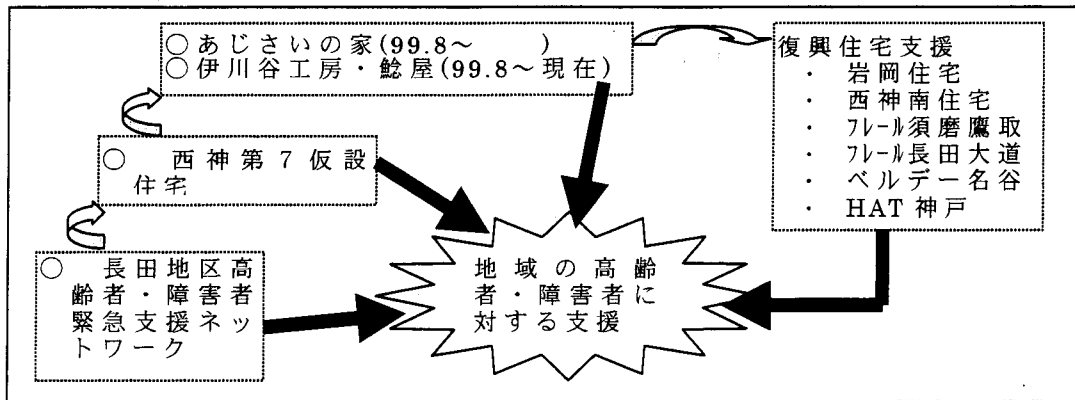 ○あじさいの家(99.8～　　　)
○伊川谷工房・鯰屋(99.8～現在)
復興住宅支援
・ 岩岡住宅
・ 西神南住宅
・ ﾌﾚｰﾙ須磨鷹取
・ ﾌﾚｰﾙ長田大道
・ ベルデー名谷
・ HAT 神戸
○　西神第７仮設
住宅
○　長田地区高
齢者・障害者
緊急支援ネッ
トワーク
地域の高齢
者・障害者に
対する支援